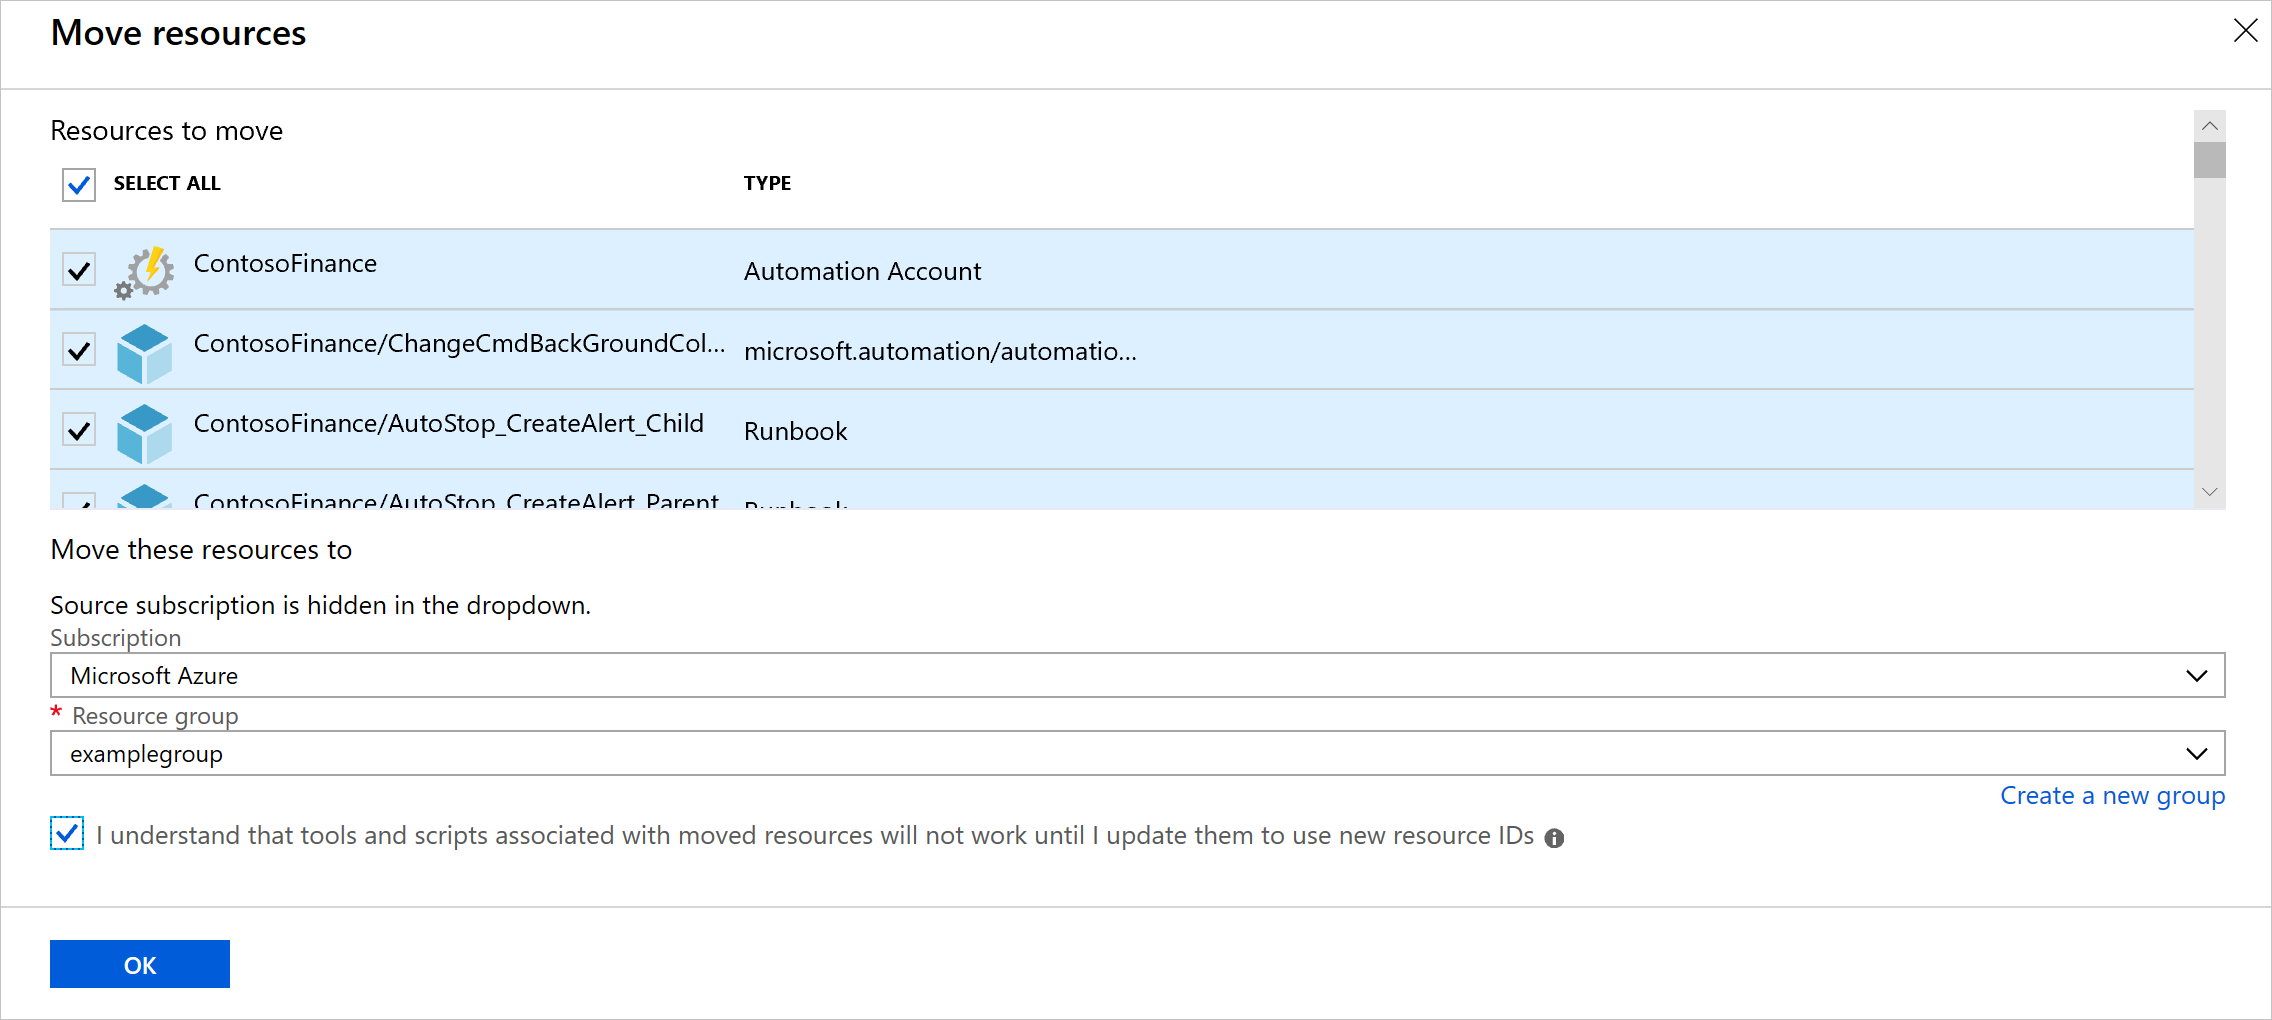 Move resources
Resources to move
SELECT ALL
TYPE
ContosoFinance
Automation Account
ContosoFinance/ChangeCmdBackGroundCol...
microsoft.automation/automatio...
ContosoFinance/AutoStop_CreateAlert_Child
Runbook
ContosoFinance/AutoStop_CreateAlert_Parent
Runbook
Move these resources to
Source subscription is hidden in the dropdown.
Subscription
Microsoft Azure
* Resource group
examplegroup
Create a new group
I understand that tools and scripts associated with moved resources will not work until I update them to use new resource IDs
OK